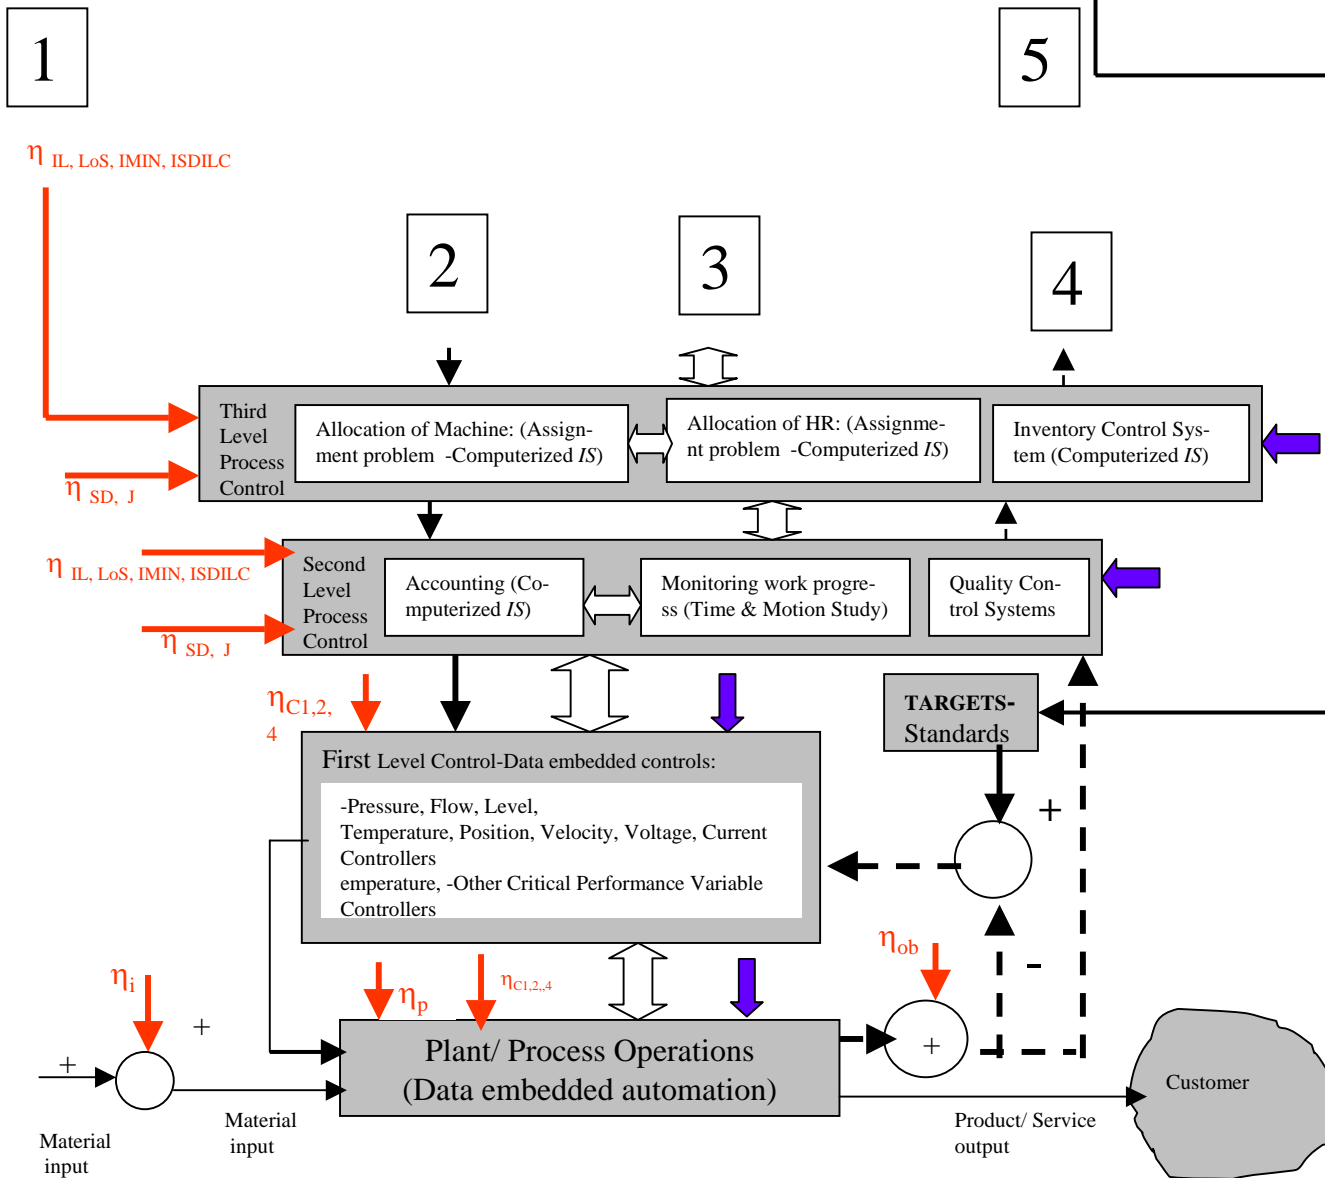 1
5
η IL, LoS, IMIN, ISDILC
2
3
4
Third
Level
Process
Control
Allocation of Machine: (Assign-
ment problem -Computerized IS)
Allocation of HR: (Assignme-
nt problem -Computerized IS)
Inventory Control Sys-
tem (Computerized IS)
η SD, J
η IL, LoS, IMIN, ISDILC
Second
Level
Process
Control
Accounting (Co-
mputerized IS)
Monitoring work progre-
ss (Time & Motion Study)
Quality Con-
trol Systems
η SD, J
ηC1,2,
4
TARGETS-
Standards
First Level Control-Data embedded controls:
-Pressure, Flow, Level,
Temperature, Position, Velocity, Voltage, Current
Controllers
emperature, -Other Critical Performance Variable
Controllers
+
-
ηob
ηi
ηp
ηC1,2,,4
+
+
+
Plant/ Process Operations
(Data embedded automation)
Customer
Material
input
Material
input
Product/ Service
output